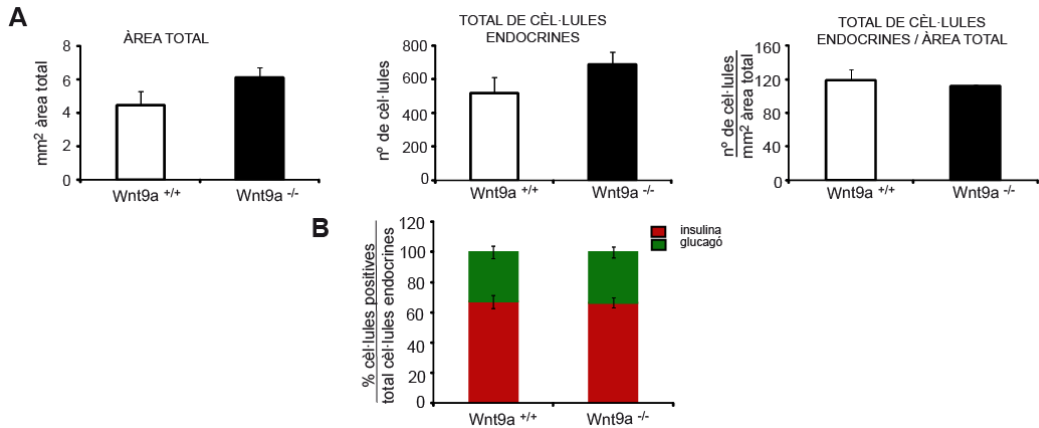 A
ÀREA TOTAL
mm² àrea total
8
6
4
2
0
Wnt9a +/+
Wnt9a -/-
TOTAL DE CÈL·LULES
ENDOCRINES
nº de cèl·lules
800
600
400
200
0
Wnt9a +/+
Wnt9a -/-
TOTAL DE CÈL·LULES
ENDOCRINES / ÀREA TOTAL
nº de cèl·lules
mm² àrea total
160
120
80
40
0
Wnt9a +/+
Wnt9a -/-
B
% cèl·lules positives
total cèl·lules endocrines
120
100
80
60
40
20
0
Wnt9a +/+
Wnt9a -/-
insulina
glucagó